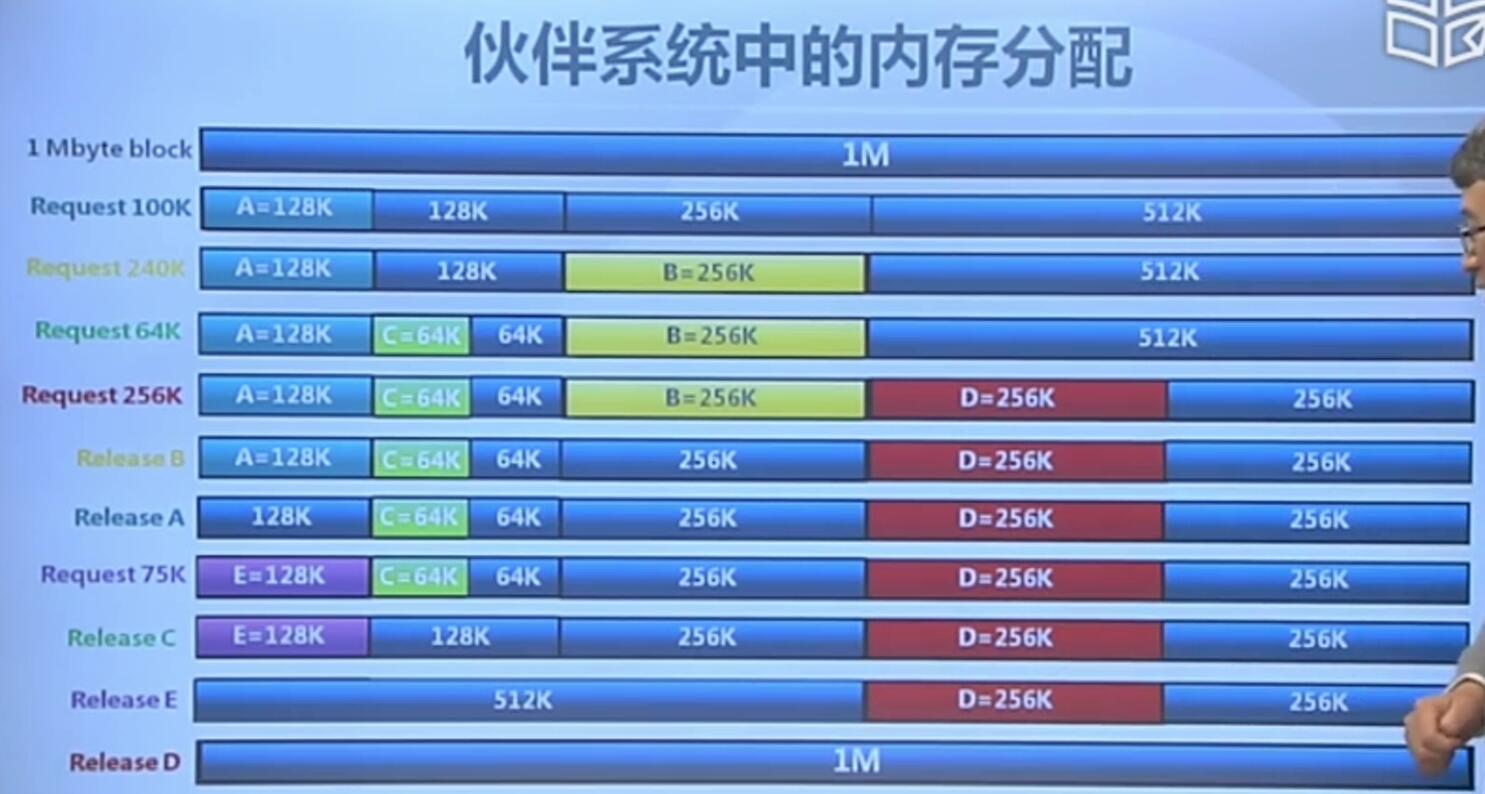 伙伴系统中的内存分配
1 Mbyte block 1M
Request 100K A=128K 128K 256K 512K
Request 240K A=128K 128K B=256K 512K
Request 64K A=128K C=64K 64K B=256K 512K
Request 256K A=128K C=64K 64K B=256K D=256K 256K
Release B A=128K C=64K 64K 256K D=256K 256K
Release A 128K C=64K 64K 256K D=256K 256K
Request 75K E=128K C=64K 64K 256K D=256K 256K
Release C E=128K 128K 256K D=256K 256K
Release E 512K D=256K 256K
Release D 1M